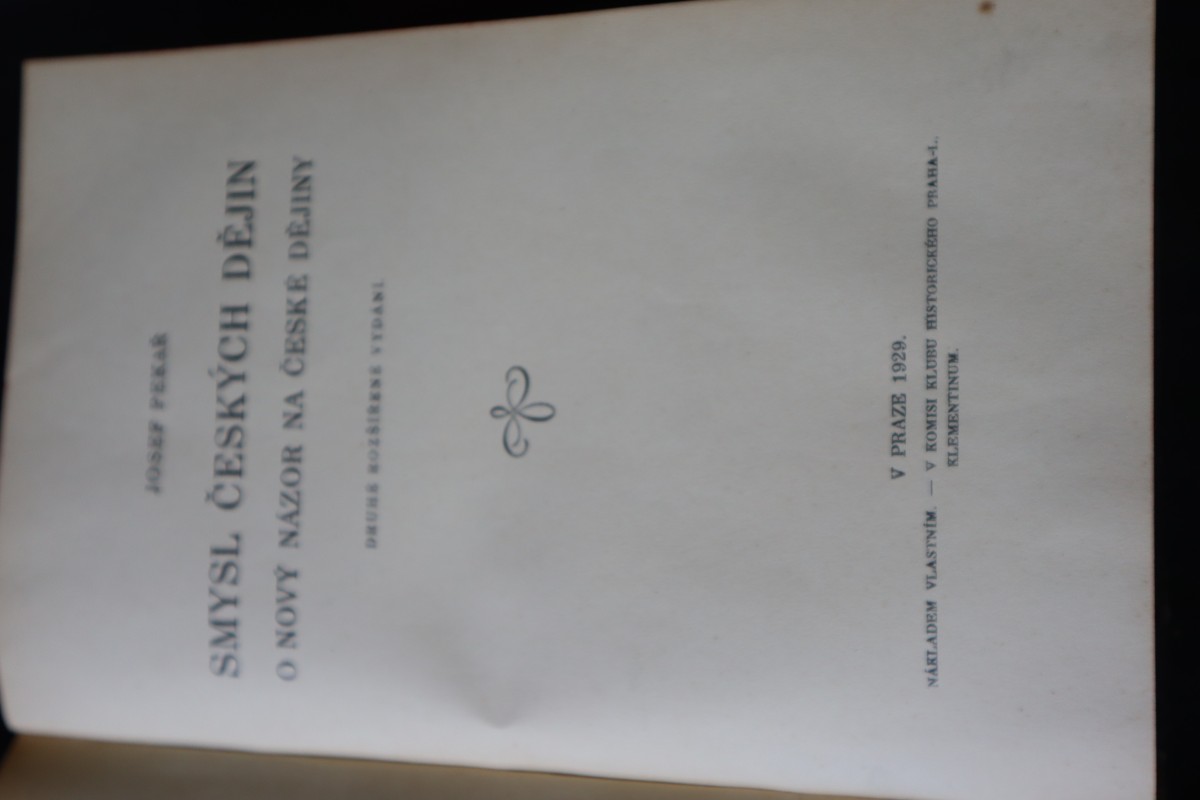 JOSEF PEKAŘ
SMYSL ČESKÝCH DĚJIN
O NOVÝ NÁZOR NA ČESKÉ DĚJINY
DRUHÉ ROZŠÍŘENÉ VYDÁNÍ
V PRAZE 1929.
NÁKLADEM VLASTNÍM. — V KOMISI KLUBU HISTORICKÉHO PRAHA-I.,
KLEMENTINUM.